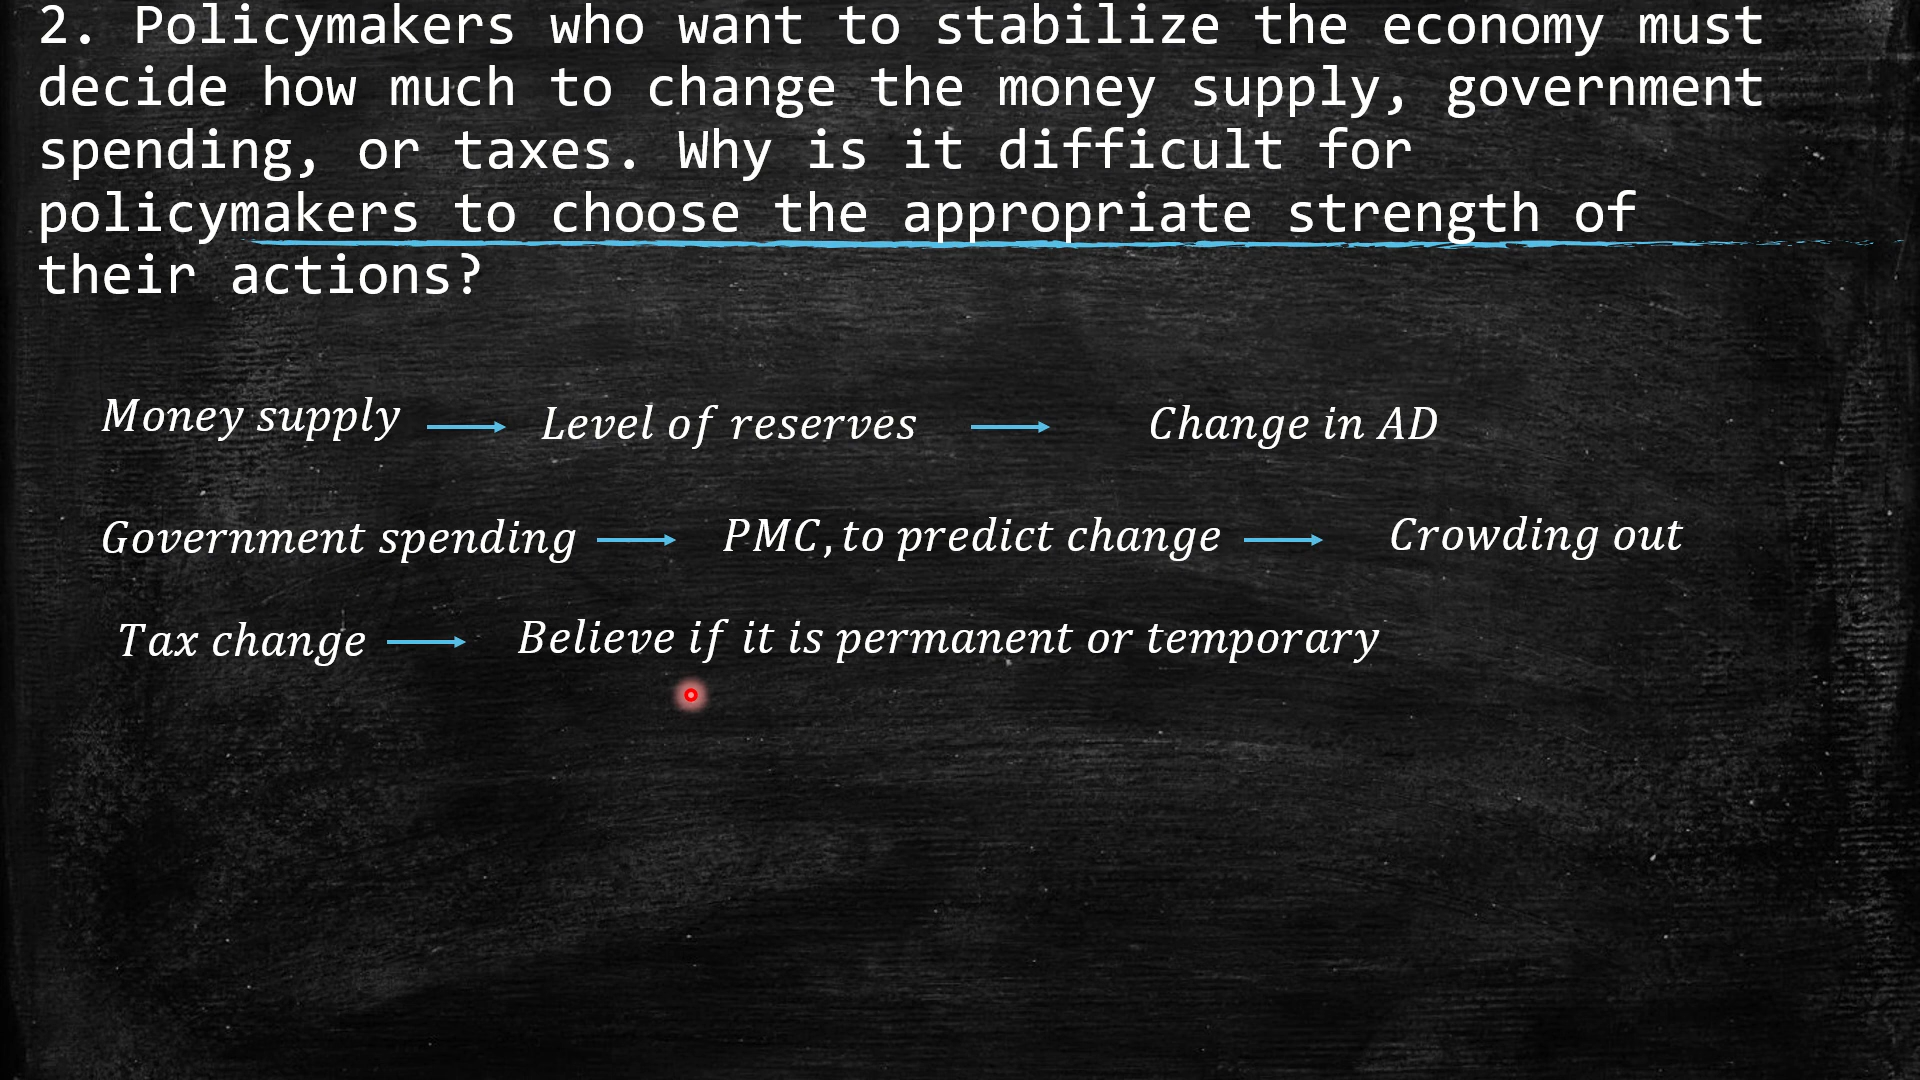 2. Policymakers who want to stabilize the economy must
decide how much to change the money supply, government
spending, or taxes. Why is it difficult for
policymakers to choose the appropriate strength of
their actions?
Money supply → Level of reserves → Change in AD
Government spending → PMC, to predict change → Crowding out
Tax change → Believe if it is permanent or temporary